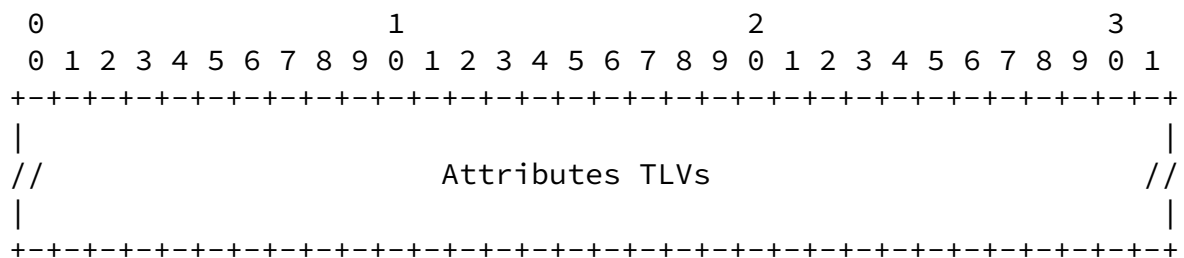 0                   1                   2                   3
 0 1 2 3 4 5 6 7 8 9 0 1 2 3 4 5 6 7 8 9 0 1 2 3 4 5 6 7 8 9 0 1
+-+-+-+-+-+-+-+-+-+-+-+-+-+-+-+-+-+-+-+-+-+-+-+-+-+-+-+-+-+-+-+-+
|                                                               |
//                      Attributes TLVs                        //
|                                                               |
+-+-+-+-+-+-+-+-+-+-+-+-+-+-+-+-+-+-+-+-+-+-+-+-+-+-+-+-+-+-+-+-+